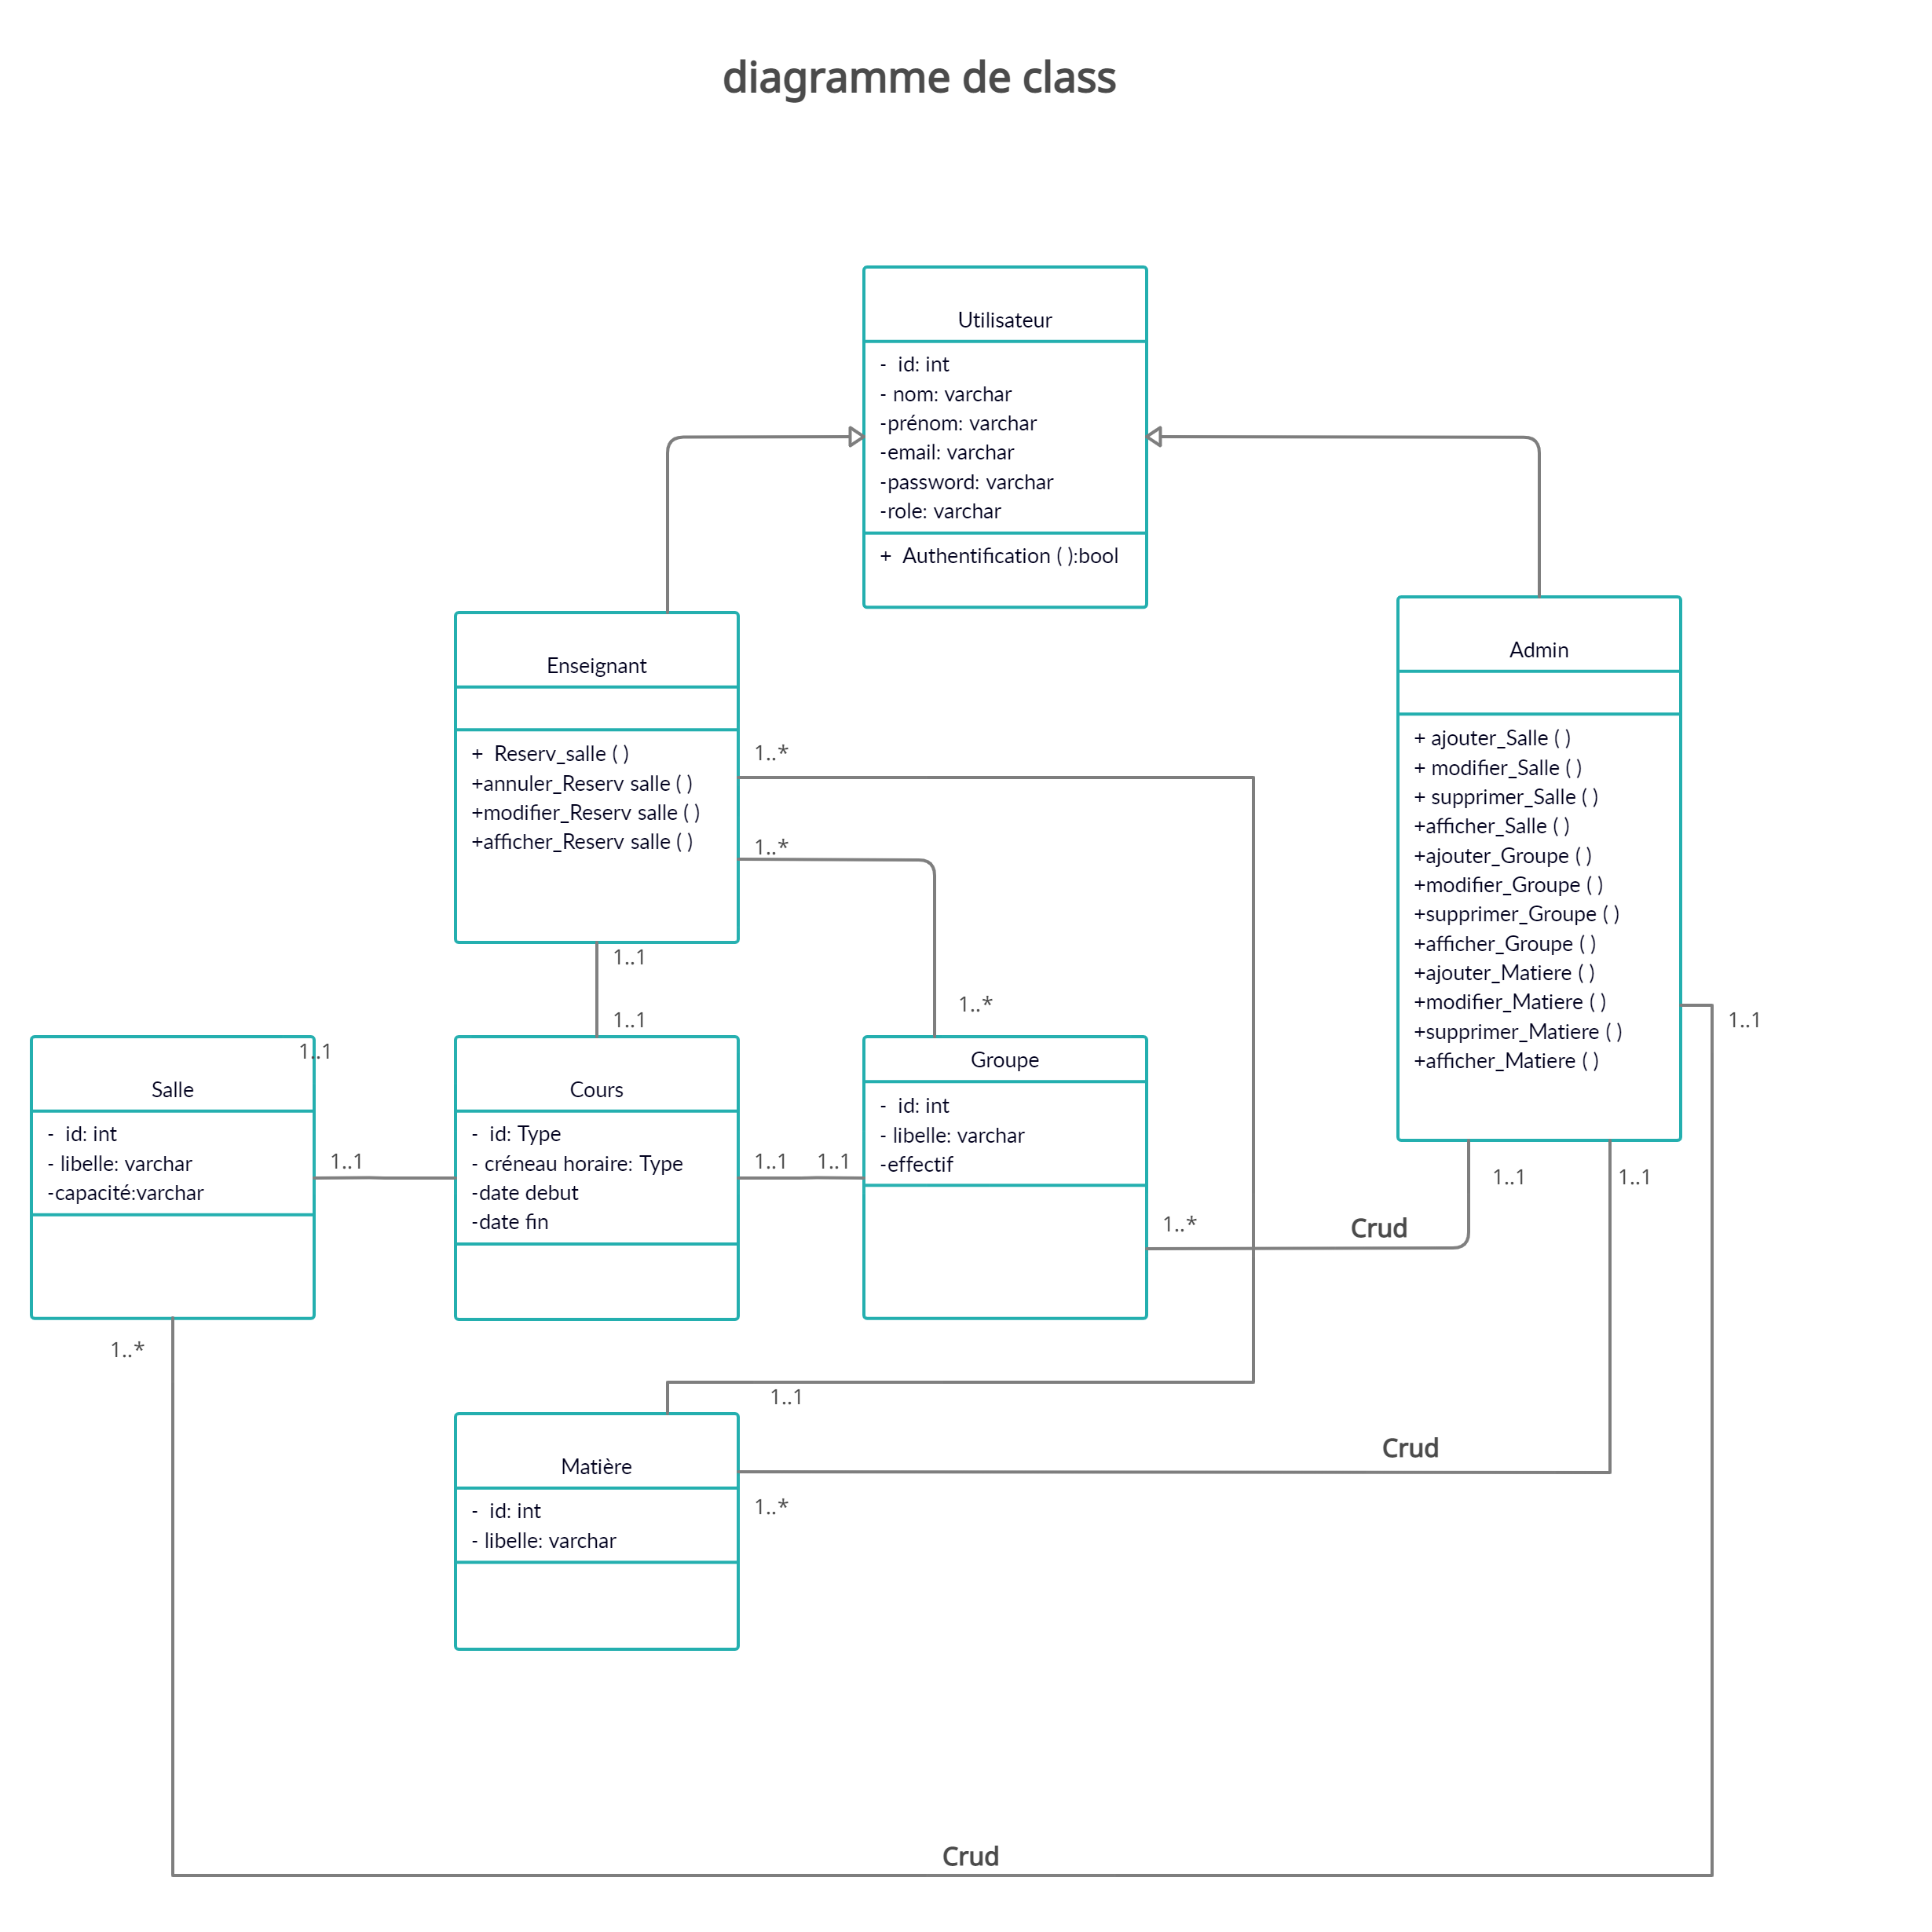 diagramme de class
Utilisateur
-  id: int
- nom: varchar
-prénom: varchar
-email: varchar
-password: varchar
-role: varchar
+  Authentification ( ):bool
Enseignant
+  Reserv_salle ( )
+annuler_Reserv salle ( )
+modifier_Reserv salle ( )
+afficher_Reserv salle ( )
Admin
+ ajouter_Salle ( )
+ modifier_Salle ( )
+ supprimer_Salle ( )
+afficher_Salle ( )
+ajouter_Groupe ( )
+modifier_Groupe ( )
+supprimer_Groupe ( )
+afficher_Groupe ( )
+ajouter_Matiere ( )
+modifier_Matiere ( )
+supprimer_Matiere ( )
+afficher_Matiere ( )
1..*
1..*
1..1
1..*
1..1
1..1
1..1
Salle
-  id: int
- libelle: varchar
-capacité:varchar
1..1
Cours
-  id: Type
- créneau horaire: Type
-date debut
-date fin
1..1
1..1
Groupe
-  id: int
- libelle: varchar
-effectif
1..1
1..1
1..*
Crud
1..*
1..1
Crud
Matière
-  id: int
- libelle: varchar
1..*
Crud